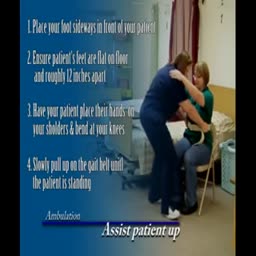 1. Place your foot sideways in front of your patient
2. Ensure patient's feet are flat on floor
and roughly 12 inches apart
3. Have your patient place their hands on
your sholders & bend at your knees
4. Slowly pull up on the gait belt until
the patient is standing
Ambulation
Assist patient up